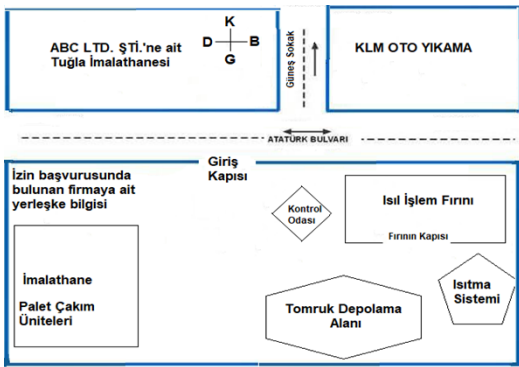 ABC LTD. ŞTİ.'ne ait
Tuğla İmalathanesi
K
D B
G
Güneş Sokak
KLM OTO YIKAMA
ATATÜRK BULVARI
Giriş
Kapısı
İzin başvurusunda
bulunan firmaya ait
yerleşke bilgisi
Kontrol
Odası
Isıl İşlem Fırını
Fırının Kapısı
İmalathane
Palet Çakım
Üniteleri
Tomruk Depolama
Alanı
Isıtma
Sistemi